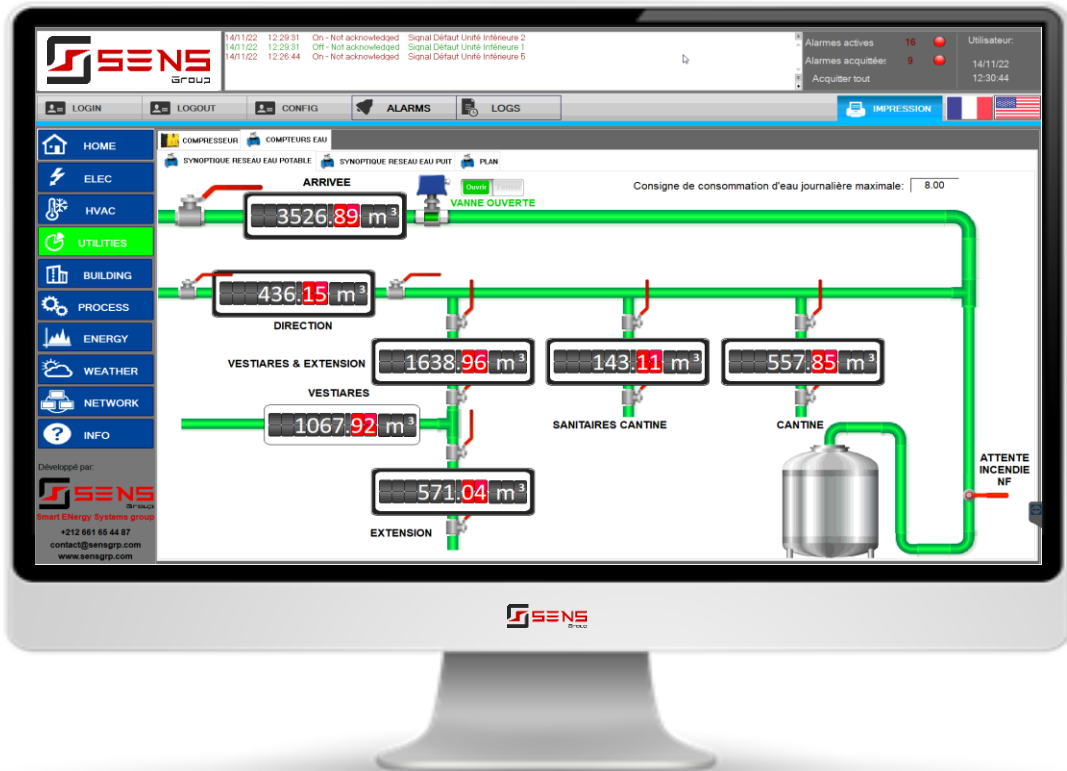 SENS
Group
14/11/22 12:29:31 On - Not acknowledged Signal Défaut Unité Intérieure 2
14/11/22 12:29:31 Off - Not acknowledged Signal Défaut Unité Intérieure 1
14/11/22 12:26:44 On - Not acknowledged Signal Défaut Unité Intérieure 5
Alarmes actives 16
Alarmes acquittées 9
Acquitter tout
Utilisateur:
14/11/22
12:30:44
LOGIN
LOGOUT
CONFIG
ALARMS
LOGS
IMPRESSION
HOME
ELEC
HVAC
UTILITIES
BUILDING
PROCESS
ENERGY
WEATHER
NETWORK
INFO
Développé par:
SENS
Group
Smart ENergy Systems group
+212 661 65 44 87
contact@sensgrp.com
www.sensgrp.com
COMPRESSEUR
COMPTEURS EAU
SYNOPTIQUE RESEAU EAU POTABLE
SYNOPTIQUE RESEAU EAU PUIT
PLAN
ARRIVEE
3526.89 m³
Ouvrir
VANNE OUVERTE
Consigne de consommation d'eau journalière maximale: 8.00
436.15 m³
DIRECTION
VESTIARES & EXTENSION
1638.96 m³
143.11 m³
557.85 m³
VESTIARES
1067.92 m³
SANITAIRES CANTINE
CANTINE
571.04 m³
EXTENSION
ATTENTE
INCENDIE
NF
SENS
Group